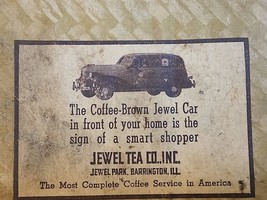 The Coffee-Brown Jewel Car
in front of your home is the
sign of a smart shopper
JEWEL TEA CO., INC.
JEWEL PARK, BARRINGTON, ILL.
The Most Complete Coffee Service in America